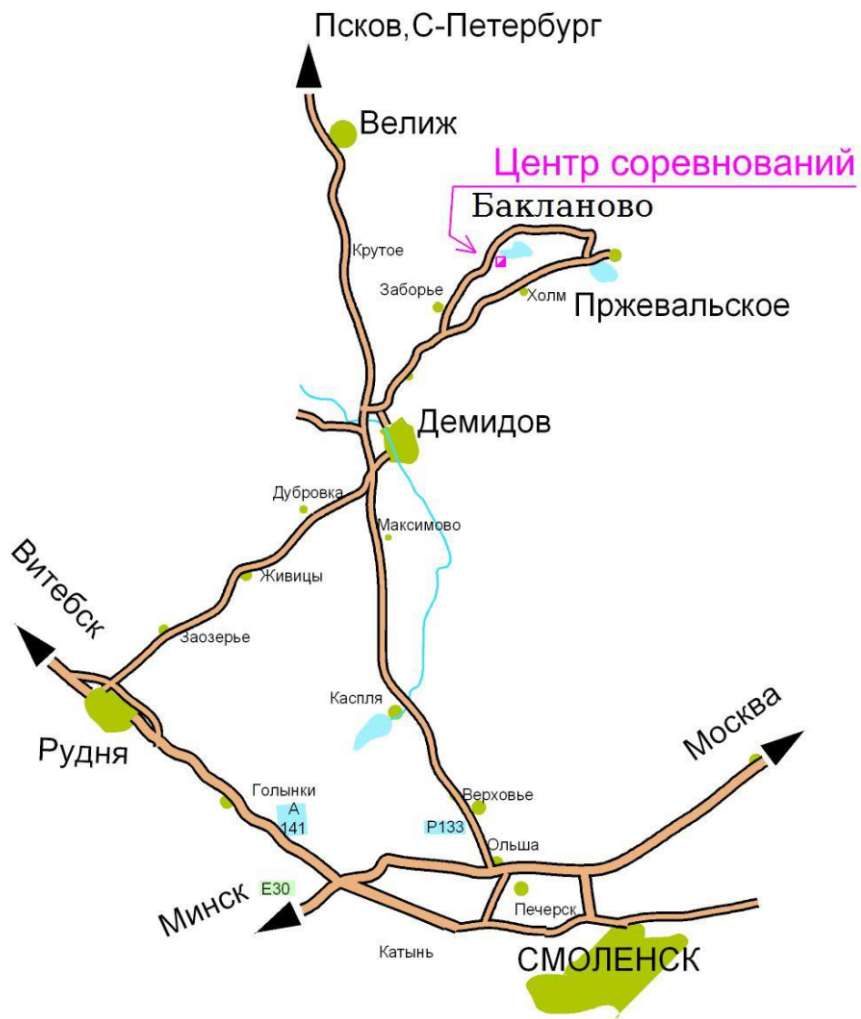 Псков,С-Петербург
Велиж
Центр соревнований
Бакланово
Крутое
Заборье
Холм
Пржевальское
Демидов
Дубровка
Максимово
Живицы
Витебск
Заозерье
Каспля
Москва
Рудня
Голынки
А
141
Верховье
Р133
Ольша
Минск
Е30
Печерск
Катынь
СМОЛЕНСК